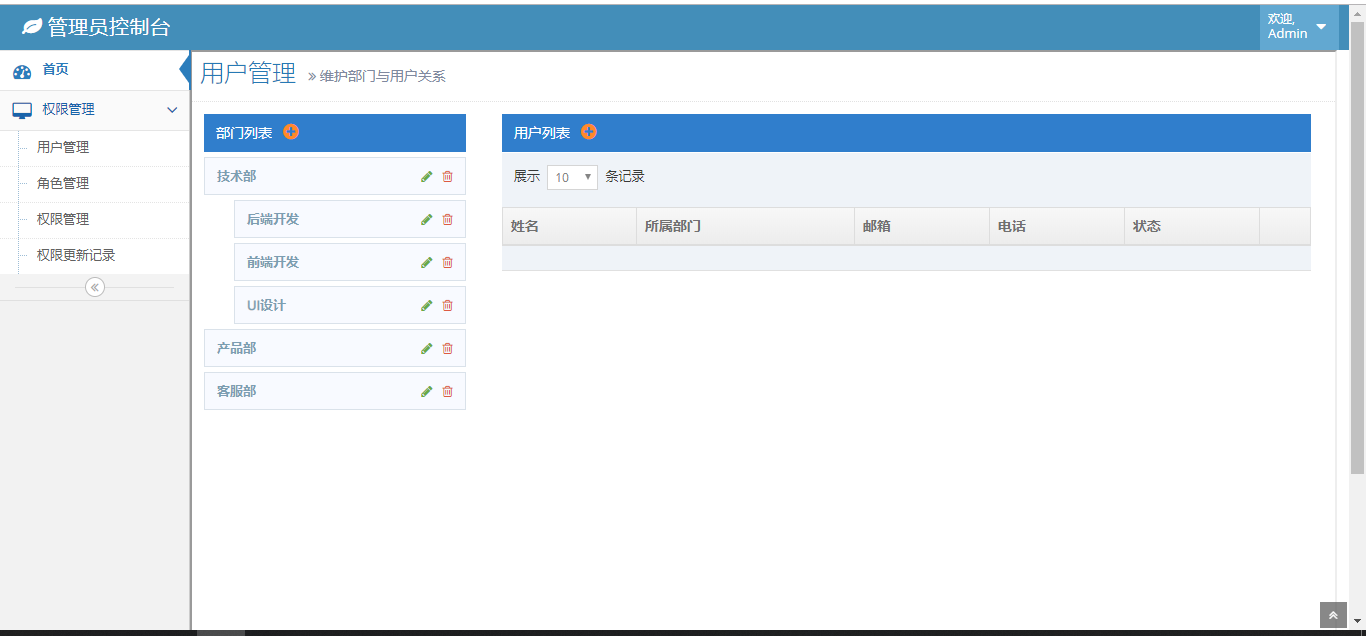 管理员控制台
欢迎,
Admin
首页
权限管理
用户管理
角色管理
权限管理
权限更新记录
用户管理 » 维护部门与用户关系
部门列表
技术部
后端开发
前端开发
UI设计
产品部
客服部
用户列表
展示 10 条记录
姓名 所属部门 邮箱 电话 状态